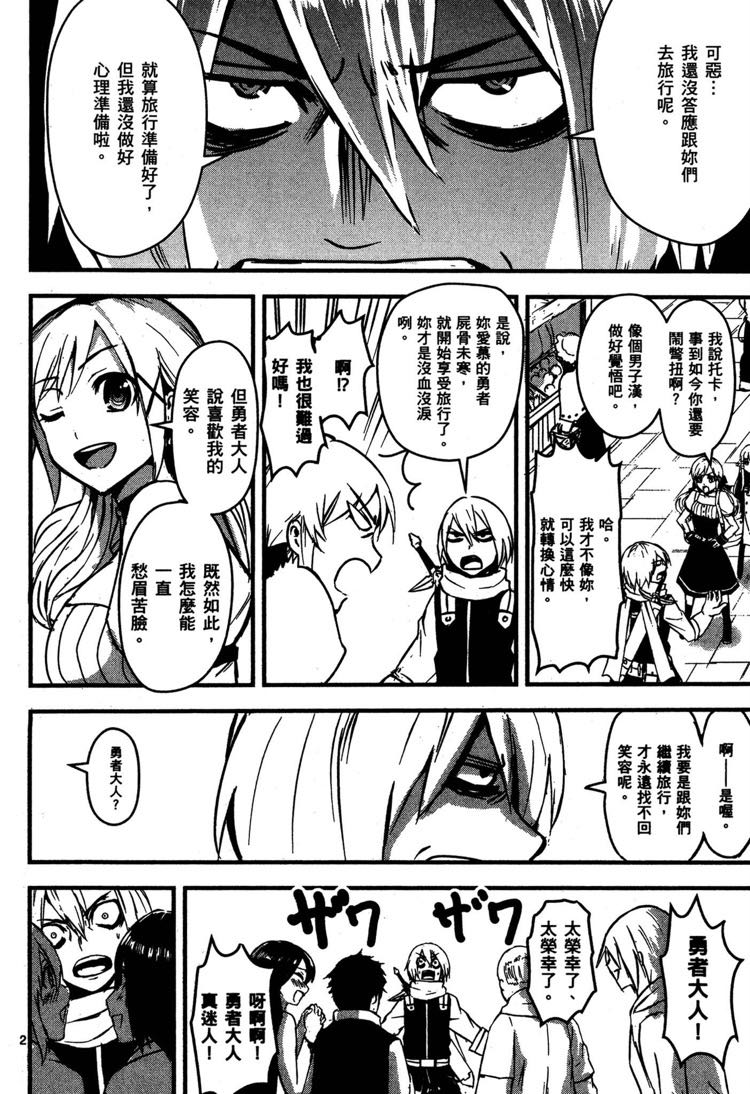 可惡…
我還沒答應跟妳們
去旅行呢。
就算旅行準備好了，
但我還沒做好
心理準備啦。
我說托卡，
事到如今你還要
鬧彆扭啊？
像個男子漢，
做好覺悟吧。
哈。
我才不像妳，
可以這麼快
就轉換心情。
是說，
妳愛慕的勇者
屍骨未寒，
就開始享受旅行了。
妳才是沒血沒淚
咧。
啊!?
我也很難過
好嗎！
但勇者大人
說喜歡我的
笑容。
既然如此，
我怎麼能
一直
愁眉苦臉。
啊──是喔。
我要是跟妳們
繼續旅行，
才永遠找不回
笑容呢。
勇者大人？
勇者大人！
太榮幸了、
太榮幸了。
ザワ
ザワ
呀啊啊！
勇者大人
真迷人！
2